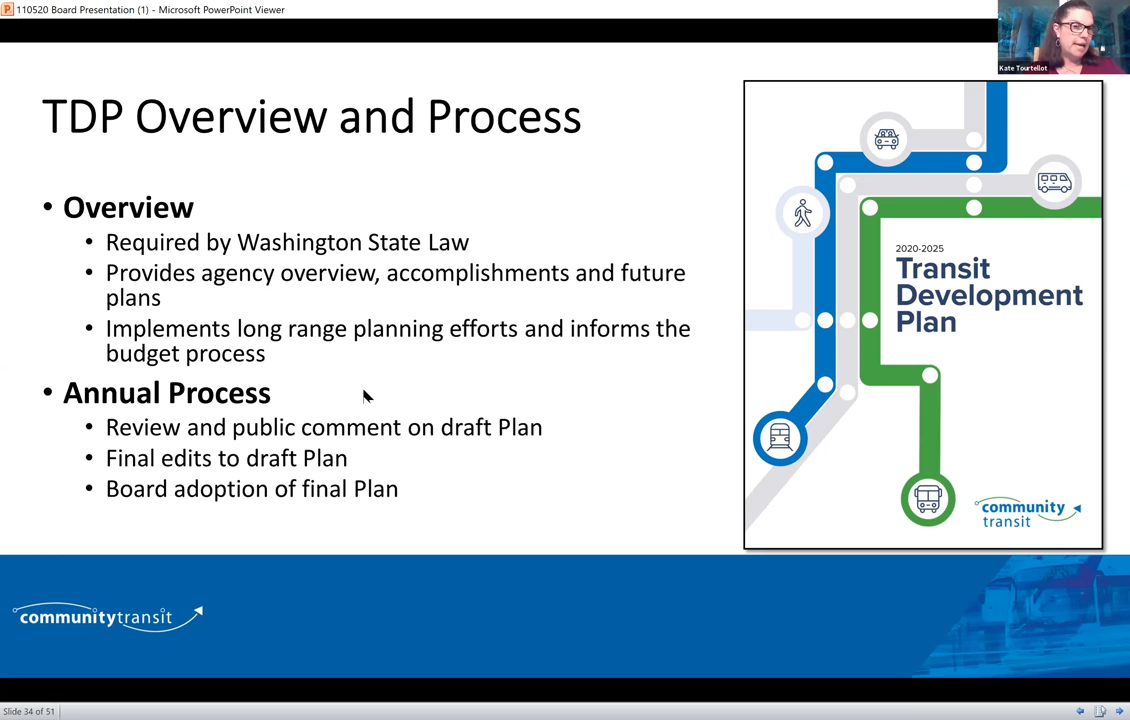 110520 Board Presentation (1) - Microsoft PowerPoint Viewer
Kate Tourtellot
TDP Overview and Process
• Overview
• Required by Washington State Law
• Provides agency overview, accomplishments and future
plans
• Implements long range planning efforts and informs the
budget process
• Annual Process
• Review and public comment on draft Plan
• Final edits to draft Plan
• Board adoption of final Plan
2020-2025
Transit
Development
Plan
community
transit
communitytransit
Slide 34 of 51